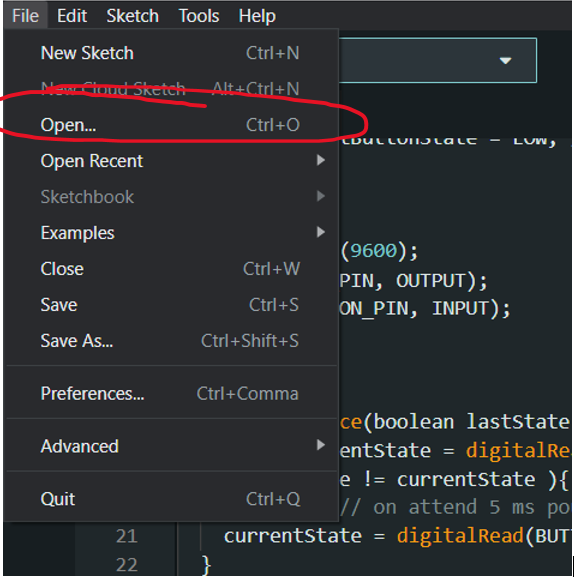 File Edit Sketch Tools Help
New Sketch Ctrl+N
New Cloud Sketch Alt+Ctrl+N
Open... Ctrl+O
tButtonState = LOW;
Open Recent
Sketchbook
Examples
(9600);
Close Ctrl+W
PIN, OUTPUT);
Save Ctrl+S
ON_PIN, INPUT);
Save As... Ctrl+Shift+S
Preferences... Ctrl+Comma
ce(boolean lastState
Advanced
entState = digitalRea
e != currentState ){
Quit Ctrl+Q
// on attend 5 ms po
21 currentState = digitalRead(BUT
22 }